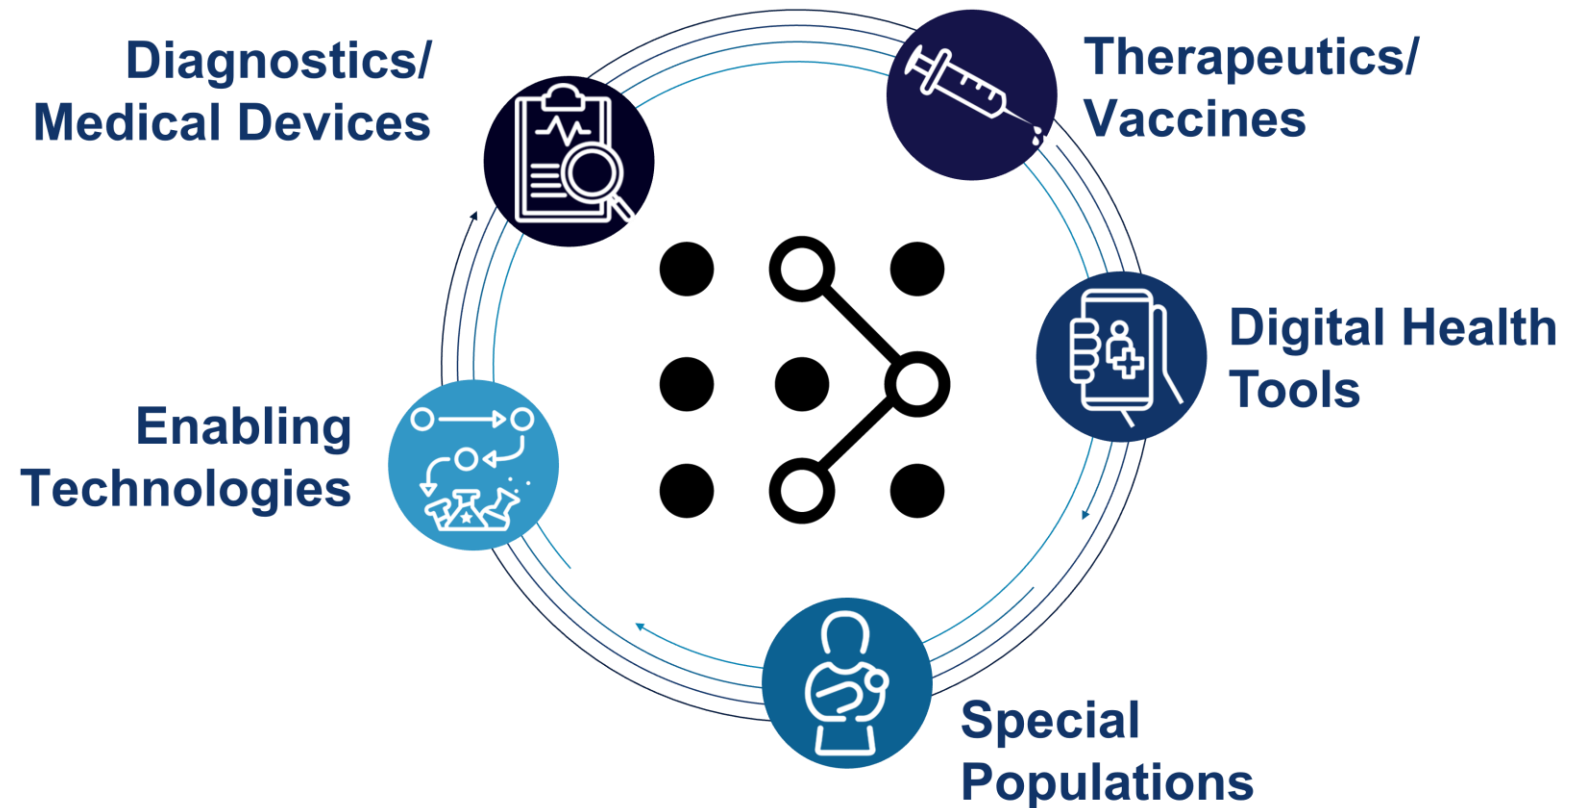 Diagnostics/
Medical Devices
Therapeutics/
Vaccines
Digital Health
Tools
Enabling
Technologies
Special
Populations